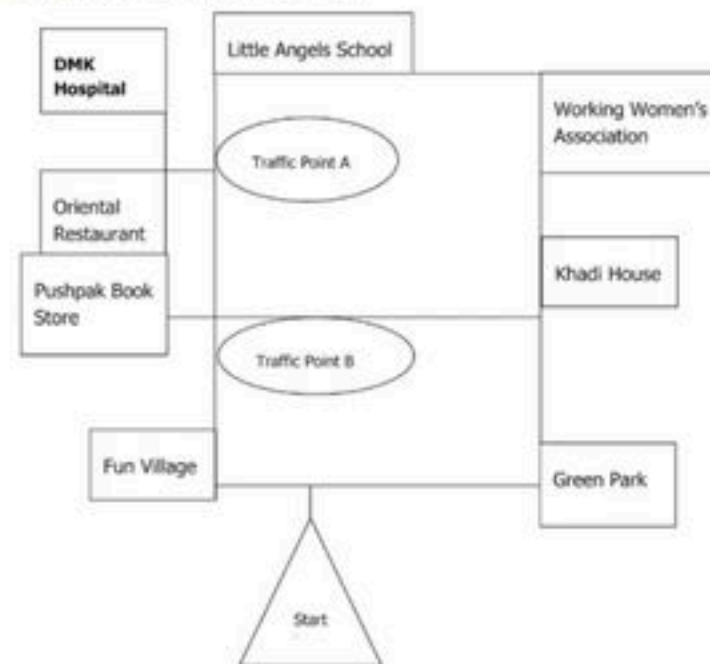 Little Angels School
DMK
Hospital
Working Women's
Association
Traffic Point A
Oriental
Restaurant
Khadi House
Pushpak Book
Store
Traffic Point B
Fun Village
Green Park
Start